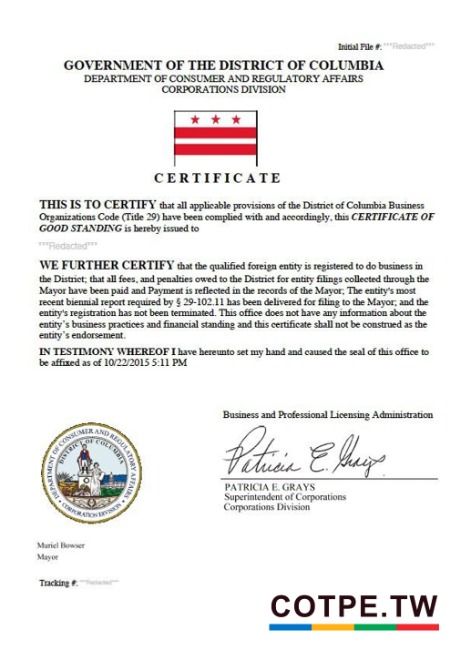 Initial File #: ***Redacted***
GOVERNMENT OF THE DISTRICT OF COLUMBIA
DEPARTMENT OF CONSUMER AND REGULATORY AFFAIRS
CORPORATIONS DIVISION
CERTIFICATE
THIS IS TO CERTIFY that all applicable provisions of the District of Columbia Business
Organizations Code (Title 29) have been complied with and accordingly, this CERTIFICATE OF
GOOD STANDING is hereby issued to
***Redacted***
WE FURTHER CERTIFY that the qualified foreign entity is registered to do business in
the District; that all fees, and penalties owed to the District for entity filings collected through the
Mayor have been paid and Payment is reflected in the records of the Mayor; The entity's most
recent biennial report required by § 29-102.11 has been delivered for filing to the Mayor; and the
entity's registration has not been terminated. This office does not have any information about the
entity's business practices and financial standing and this certificate shall not be construed as the
entity's endorsement.
IN TESTIMONY WHEREOF I have hereunto set my hand and caused the seal of this office to
be affixed as of 10/22/2015 5:11 PM
Business and Professional Licensing Administration
Patricia E. Grays
PATRICIA E. GRAYS
Superintendent of Corporations
Corporations Division
DEPARTMENT OF CONSUMER AND REGULATORY AFFAIRS
DISTRICT OF COLUMBIA
CORPORATIONS DIVISION
Muriel Bowser
Mayor
Tracking #: ***Redacted***
COTPE.TW